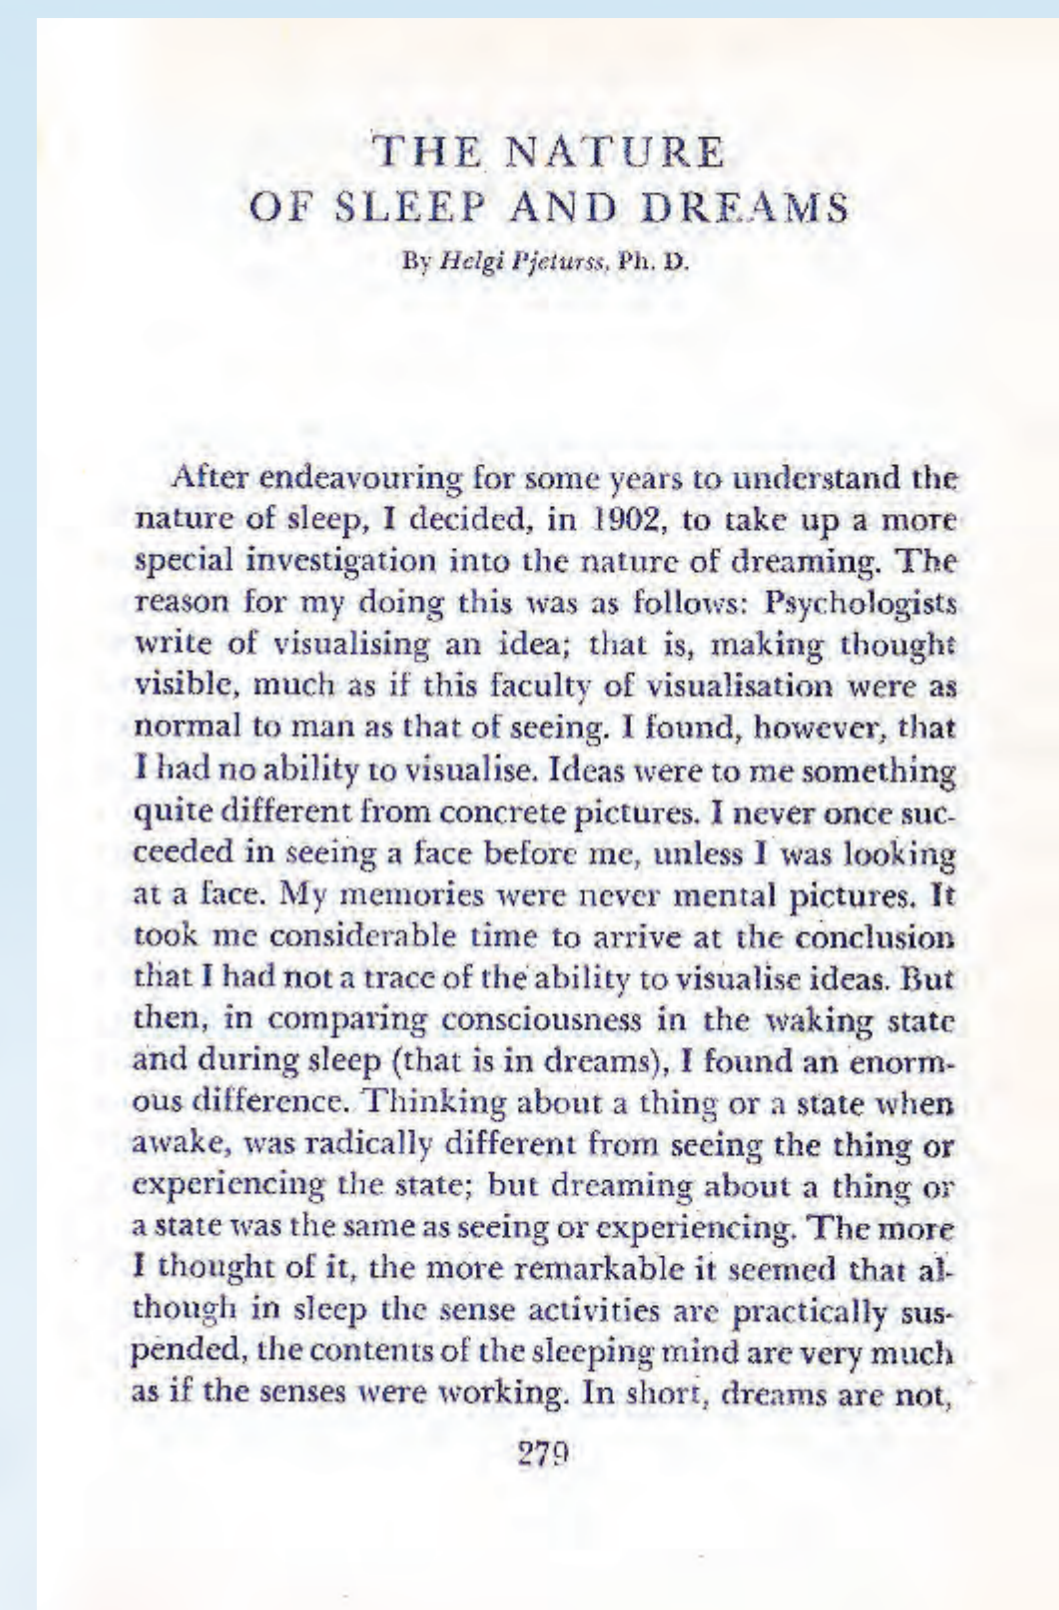 THE NATURE
OF SLEEP AND DREAMS
By Helgi Pjeturss, Ph. D.
After endeavouring for some years to understand the
nature of sleep, I decided, in 1902, to take up a more
special investigation into the nature of dreaming. The
reason for my doing this was as follows: Psychologists
write of visualising an idea; that is, making thought
visible, much as if this faculty of visualisation were as
normal to man as that of seeing. I found, however, that
I had no ability to visualise. Ideas were to me something
quite different from concrete pictures. I never once suc-
ceeded in seeing a face before me, unless I was looking
at a face. My memories were never mental pictures. It
took me considerable time to arrive at the conclusion
that I had not a trace of the ability to visualise ideas. But
then, in comparing consciousness in the waking state
and during sleep (that is in dreams), I found an enorm-
ous difference. Thinking about a thing or a state when
awake, was radically different from seeing the thing or
experiencing the state; but dreaming about a thing or
a state was the same as seeing or experiencing. The more
I thought of it, the more remarkable it seemed that al-
though in sleep the sense activities are practically sus-
pended, the contents of the sleeping mind are very much
as if the senses were working. In short, dreams are not,
279